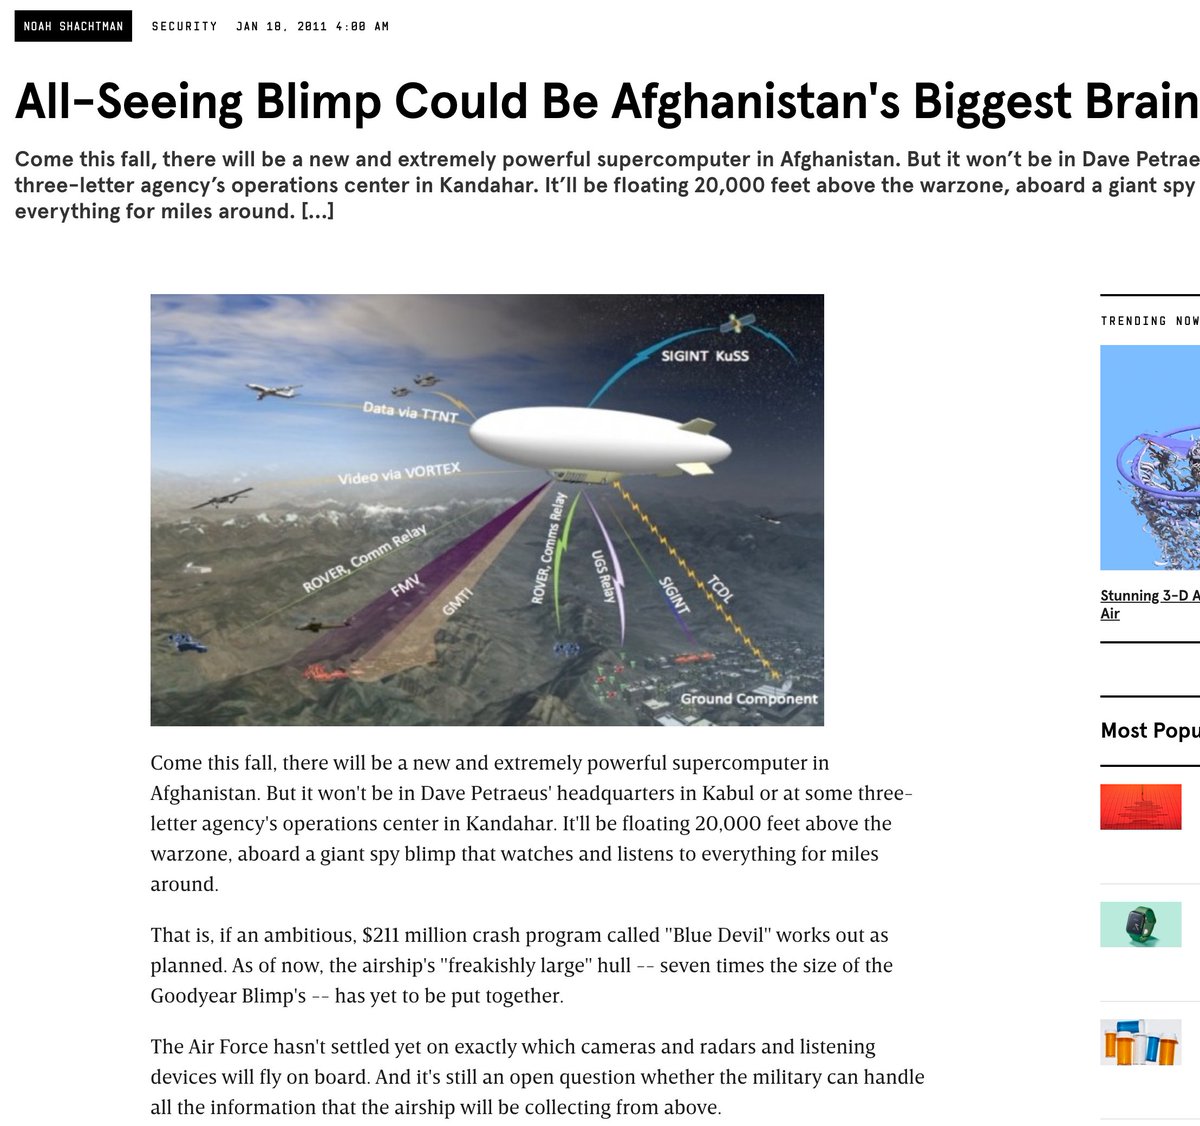 NOAH SHACHTMAN SECURITY JAN 18, 2011 4:00 AM
All-Seeing Blimp Could Be Afghanistan's Biggest Brain
Come this fall, there will be a new and extremely powerful supercomputer in Afghanistan. But it won’t be in Dave Petrae
three-letter agency’s operations center in Kandahar. It’ll be floating 20,000 feet above the warzone, aboard a giant spy
everything for miles around. […]
SIGINT KuSS
Data via TTNT
Video via VORTEX
ROVER, Comm Relay
FMV
GMTI
ROVER, Comms Relay
UGS Relay
SIGINT
TCDL
Ground Component
Come this fall, there will be a new and extremely powerful supercomputer in
Afghanistan. But it won't be in Dave Petraeus' headquarters in Kabul or at some three-
letter agency's operations center in Kandahar. It'll be floating 20,000 feet above the
warzone, aboard a giant spy blimp that watches and listens to everything for miles
around.
That is, if an ambitious, $211 million crash program called "Blue Devil" works out as
planned. As of now, the airship's "freakishly large" hull -- seven times the size of the
Goodyear Blimp's -- has yet to be put together.
The Air Force hasn't settled yet on exactly which cameras and radars and listening
devices will fly on board. And it's still an open question whether the military can handle
all the information that the airship will be collecting from above.
TRENDING NOW
Stunning 3-D A
Air
Most Popu